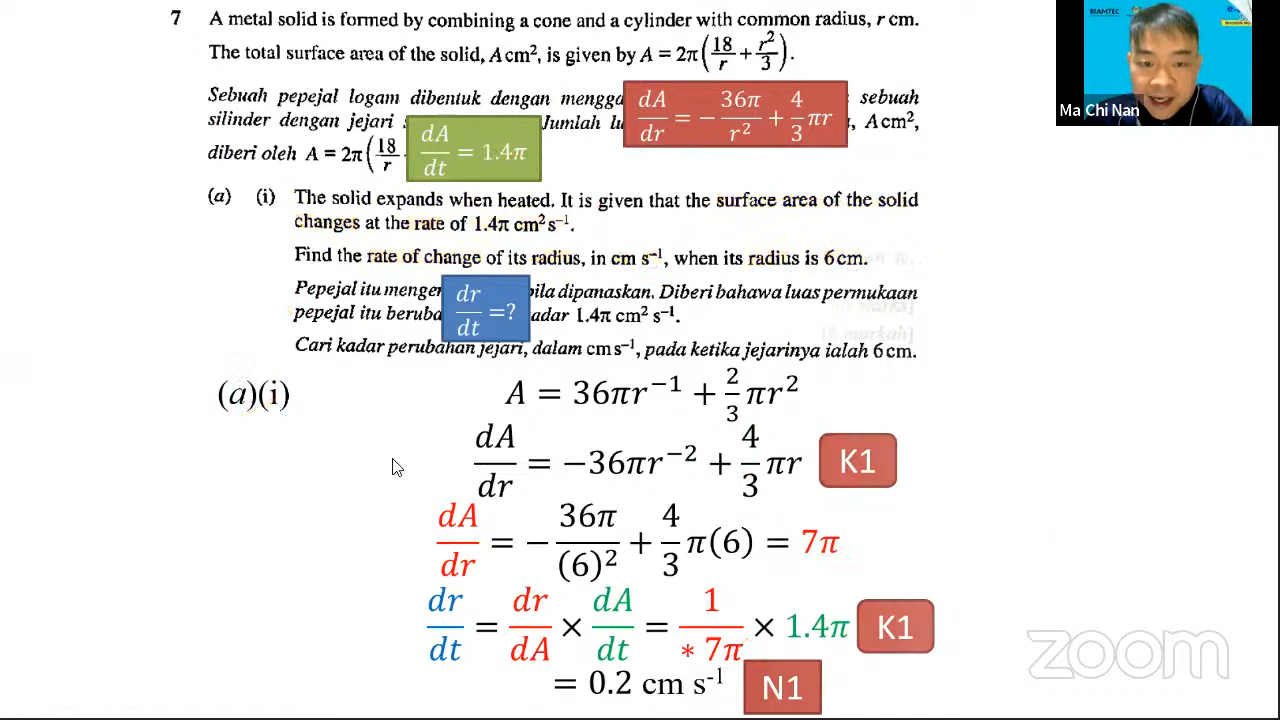 7 A metal solid is formed by combining a cone and a cylinder with common radius, r cm.
The total surface area of the solid, A cm², is given by A = 2π(18/r + r²/3).
Sebuah pepejal logam dibentuk dengan mengga sebuah
silinder dengan jejari Jumlah lu , A cm²,
diberi oleh A = 2π(18/r
dA/dr = −36π/r² + 4/3 πr
dA/dt = 1.4π
(a) (i) The solid expands when heated. It is given that the surface area of the solid
changes at the rate of 1.4π cm² s⁻¹.
Find the rate of change of its radius, in cm s⁻¹, when its radius is 6 cm.
Pepejal itu menge bila dipanaskan. Diberi bahawa luas permukaan
pepejal itu beruba adar 1.4π cm² s⁻¹.
dr/dt =?
Cari kadar perubahan jejari, dalam cm s⁻¹, pada ketika jejarinya ialah 6 cm.
(a)(i) A = 36πr⁻¹ + 2/3 πr²
dA/dr = −36πr⁻² + 4/3 πr K1
dA/dr = −36π/(6)² + 4/3 π(6) = 7π
dr/dt = dr/dA × dA/dt = 1/*7π × 1.4π K1
= 0.2 cm s⁻¹ N1
RIAMTEC
Ma Chi Nan
zoom